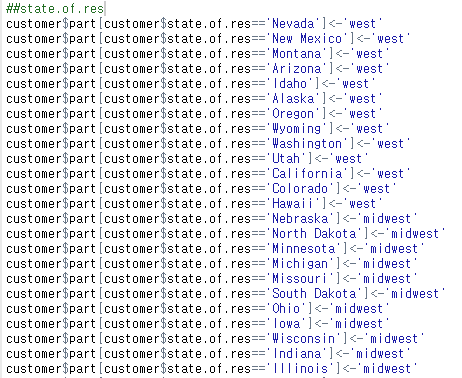 ##state.of.res
customer$part[customer$state.of.res=='Nevada']<-'west'
customer$part[customer$state.of.res=='New Mexico']<-'west'
customer$part[customer$state.of.res=='Montana']<-'west'
customer$part[customer$state.of.res=='Arizona']<-'west'
customer$part[customer$state.of.res=='Idaho']<-'west'
customer$part[customer$state.of.res=='Alaska']<-'west'
customer$part[customer$state.of.res=='Oregon']<-'west'
customer$part[customer$state.of.res=='Wyoming']<-'west'
customer$part[customer$state.of.res=='Washington']<-'west'
customer$part[customer$state.of.res=='Utah']<-'west'
customer$part[customer$state.of.res=='California']<-'west'
customer$part[customer$state.of.res=='Colorado']<-'west'
customer$part[customer$state.of.res=='Hawaii']<-'west'
customer$part[customer$state.of.res=='Nebraska']<-'midwest'
customer$part[customer$state.of.res=='North Dakota']<-'midwest'
customer$part[customer$state.of.res=='Minnesota']<-'midwest'
customer$part[customer$state.of.res=='Michigan']<-'midwest'
customer$part[customer$state.of.res=='Missouri']<-'midwest'
customer$part[customer$state.of.res=='South Dakota']<-'midwest'
customer$part[customer$state.of.res=='Ohio']<-'midwest'
customer$part[customer$state.of.res=='Iowa']<-'midwest'
customer$part[customer$state.of.res=='Wisconsin']<-'midwest'
customer$part[customer$state.of.res=='Indiana']<-'midwest'
customer$part[customer$state.of.res=='Illinois']<-'midwest'